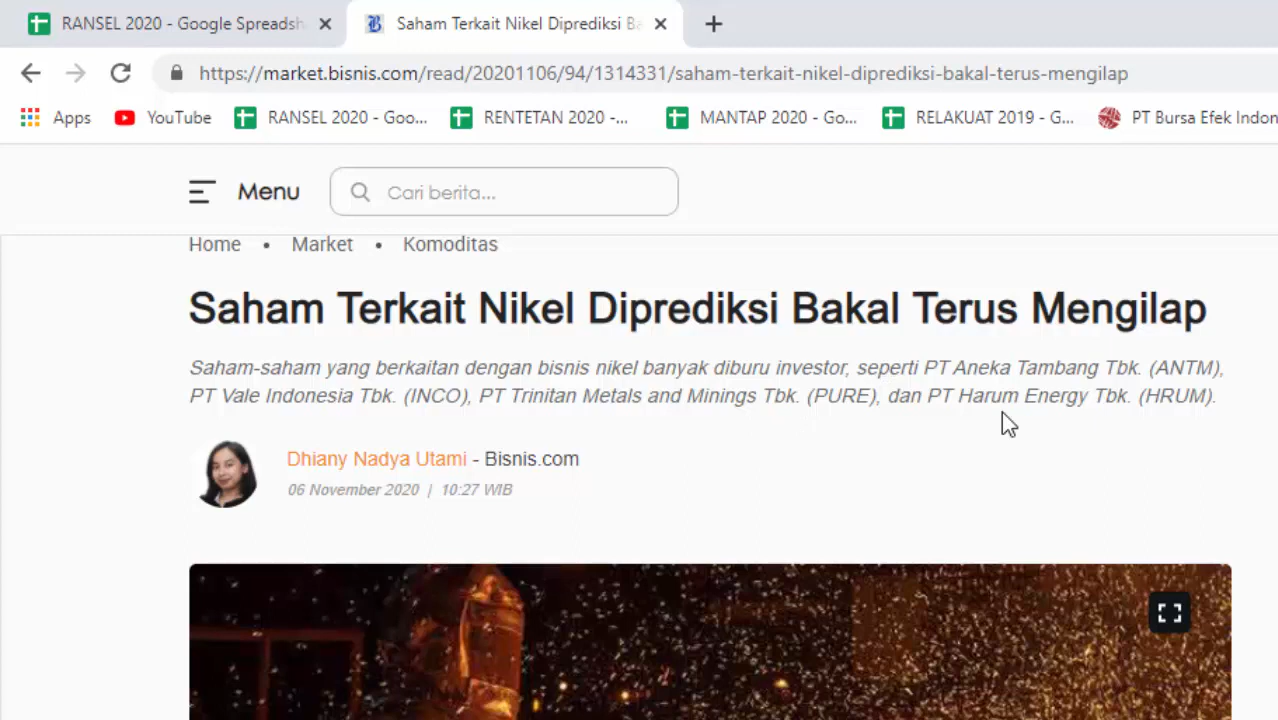 RANSEL 2020 - Google Spreadsh
Saham Terkait Nikel Diprediksi Ba
https://market.bisnis.com/read/20201106/94/1314331/saham-terkait-nikel-diprediksi-bakal-terus-mengilap
Apps YouTube RANSEL 2020 - Goo... RENTETAN 2020 -... MANTAP 2020 - Go... RELAKUAT 2019 - G... PT Bursa Efek Indon
Menu Cari berita...
Home • Market • Komoditas
Saham Terkait Nikel Diprediksi Bakal Terus Mengilap
Saham-saham yang berkaitan dengan bisnis nikel banyak diburu investor, seperti PT Aneka Tambang Tbk. (ANTM),
PT Vale Indonesia Tbk. (INCO), PT Trinitan Metals and Minings Tbk. (PURE), dan PT Harum Energy Tbk. (HRUM).
Dhiany Nadya Utami - Bisnis.com
06 November 2020 | 10:27 WIB